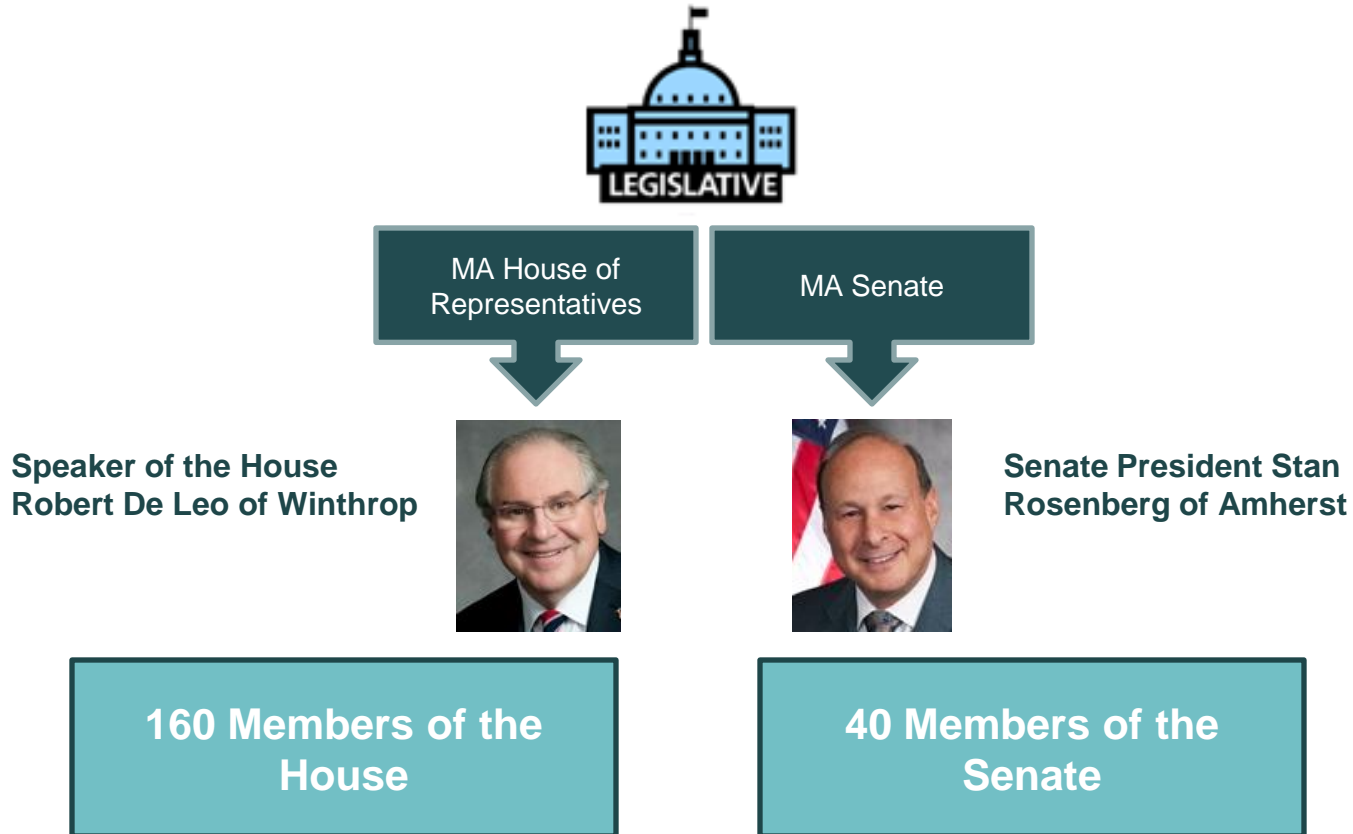 LEGISLATIVE
MA House of
Representatives
MA Senate
Speaker of the House
Robert De Leo of Winthrop
Senate President Stan
Rosenberg of Amherst
160 Members of the
House
40 Members of the
Senate